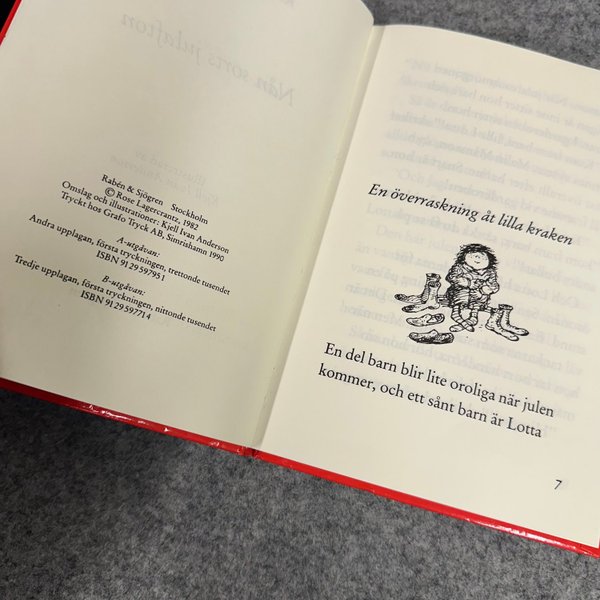 Rabén & Sjögren Stockholm
© Rose Lagercrantz, 1982
Omslag och illustrationer: Kjell Ivan Anderson
Tryckt hos Grafo Tryck AB, Simrishamn 1990
A-utgåvan:
Andra upplagan, första tryckningen, trettonde tusendet
ISBN 91 29 59795 1
B-utgåvan:
Tredje upplagan, första tryckningen, nittonde tusendet
ISBN 91 29 59771 4
En överraskning åt lilla kraken
En del barn blir lite oroliga när julen
kommer, och ett sånt barn är Lotta
7